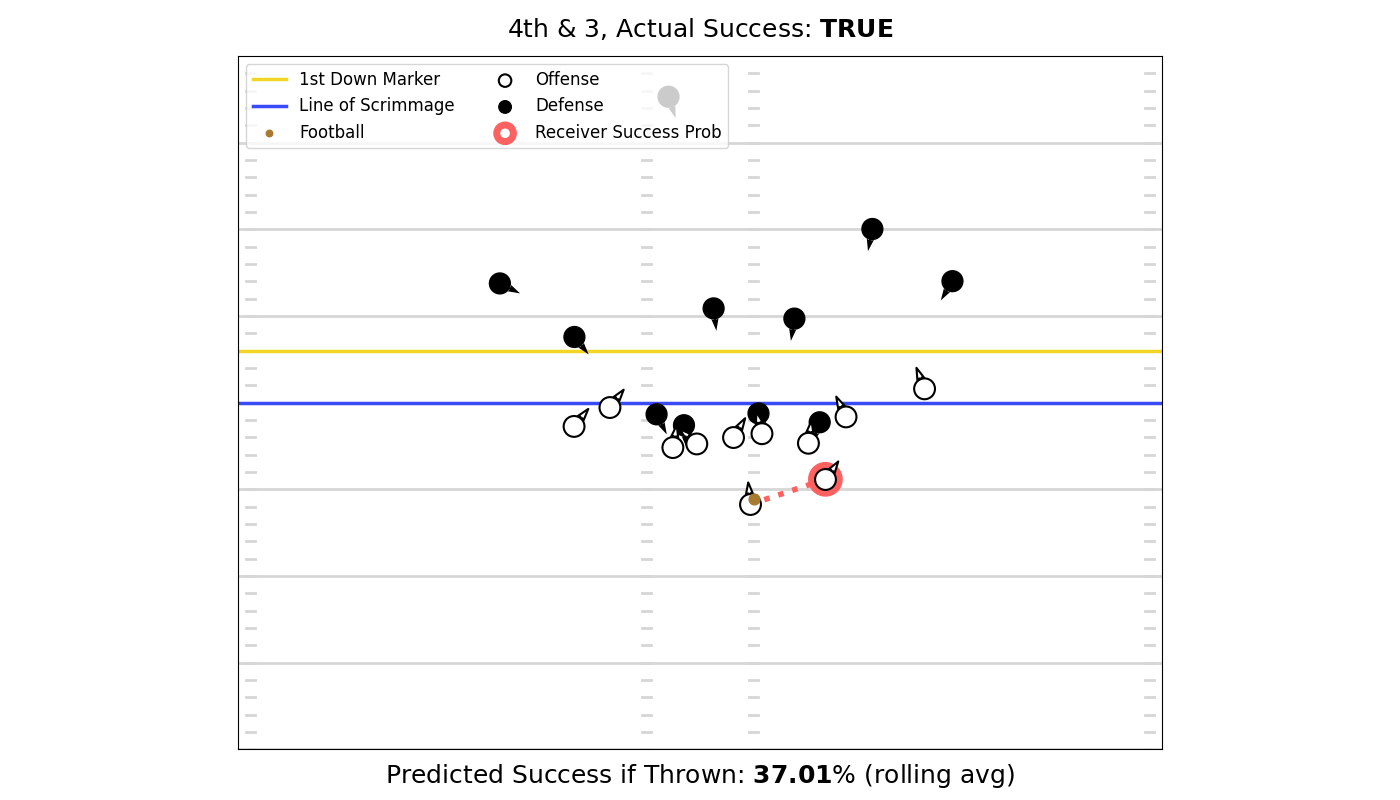 4th & 3, Actual Success: TRUE
1st Down Marker
Line of Scrimmage
Football
Offense
Defense
Receiver Success Prob
Predicted Success if Thrown: 37.01% (rolling avg)